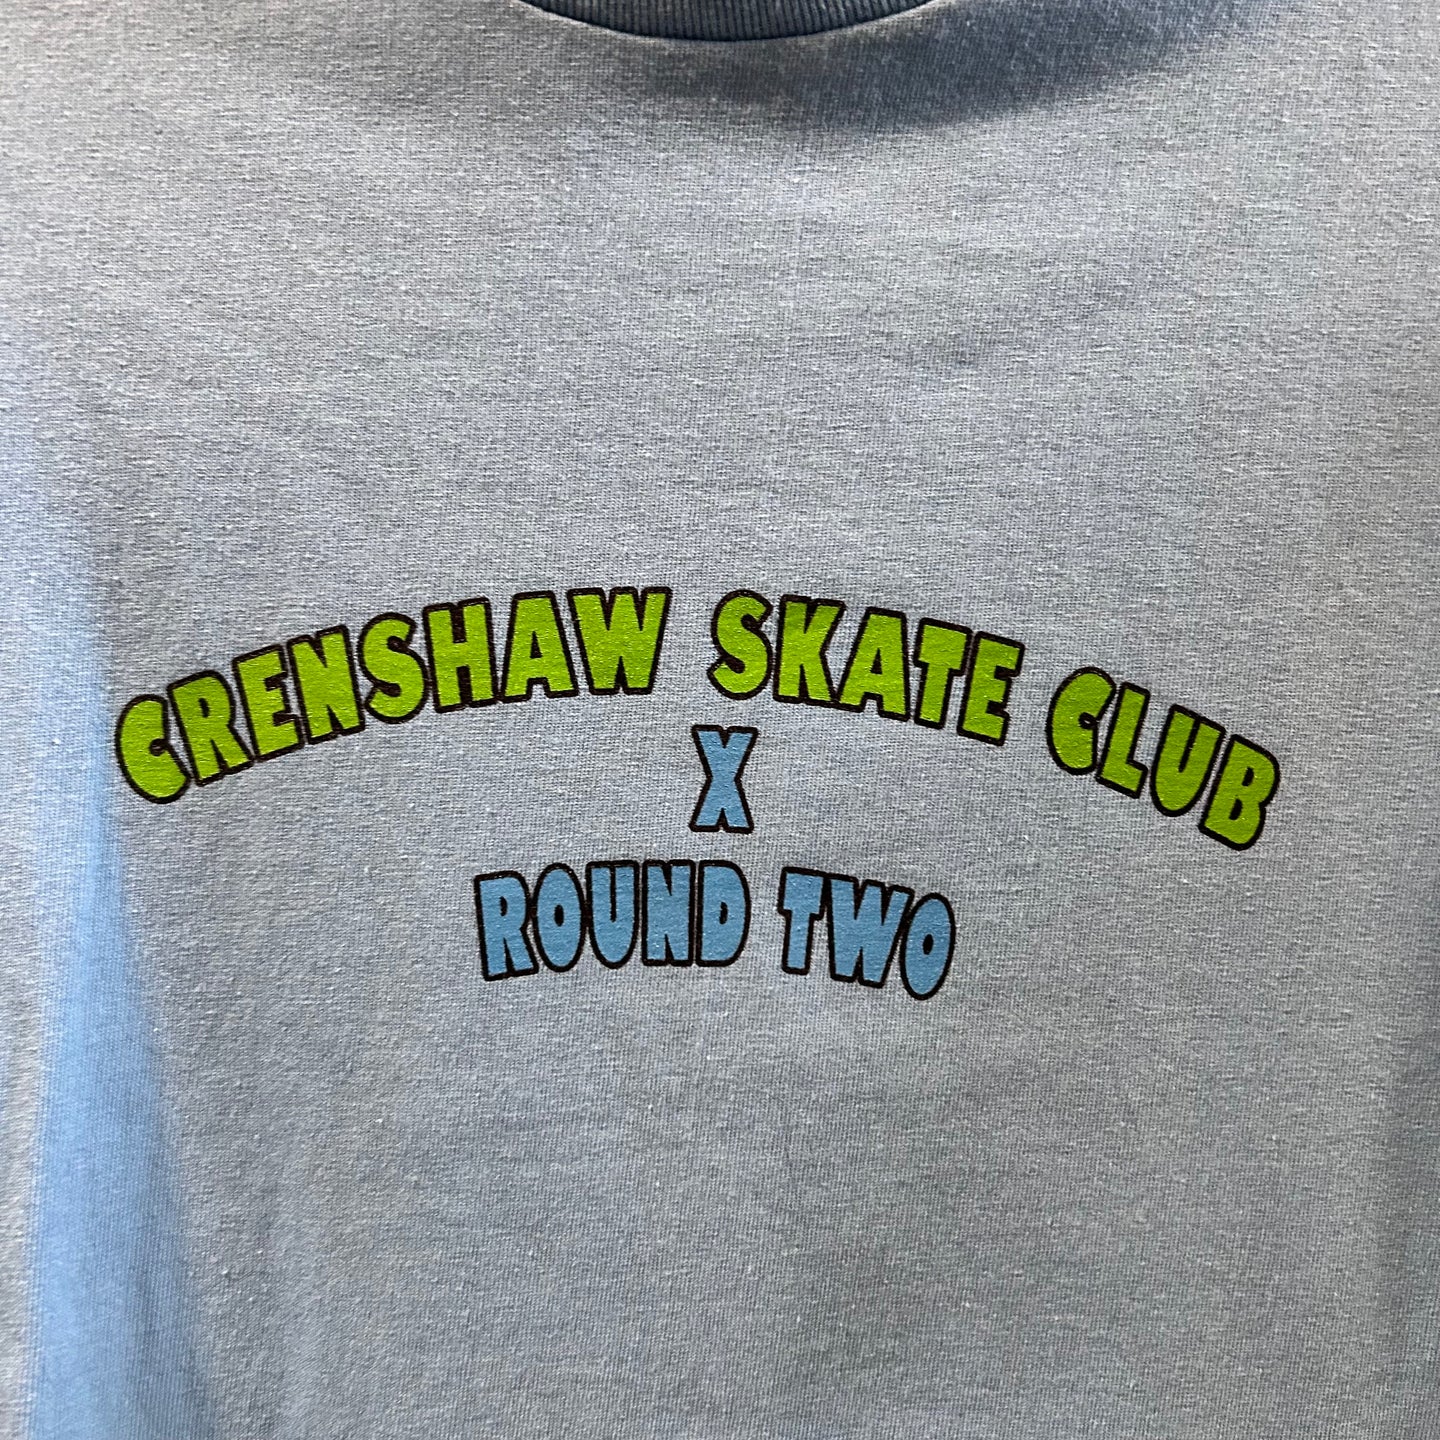 CRENSHAW SKATE CLUB
X
ROUND TWO